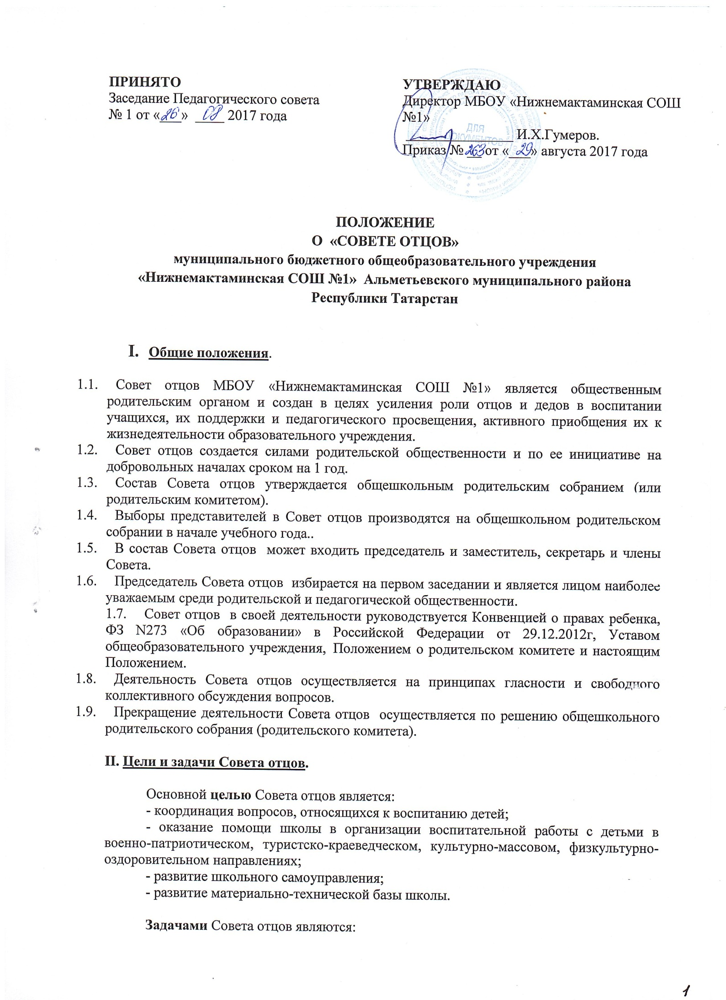 ПРИНЯТО
Заседание Педагогического совета
№ 1 от «26» 08 2017 года
УТВЕРЖДАЮ
Директор МБОУ «Нижнемактаминская СОШ
№1»
И.Х.Гумеров.
Приказ № 263 от «29» августа 2017 года
ДЛЯ
ДОКУМЕНТОВ
ПОЛОЖЕНИЕ
О «СОВЕТЕ ОТЦОВ»
муниципального бюджетного общеобразовательного учреждения
«Нижнемактаминская СОШ №1» Альметьевского муниципального района
Республики Татарстан
I. Общие положения.
1.1. Совет отцов МБОУ «Нижнемактаминская СОШ №1» является общественным
родительским органом и создан в целях усиления роли отцов и дедов в воспитании
учащихся, их поддержки и педагогического просвещения, активного приобщения их к
жизнедеятельности образовательного учреждения.
1.2. Совет отцов создается силами родительской общественности и по ее инициативе на
добровольных началах сроком на 1 год.
1.3. Состав Совета отцов утверждается общешкольным родительским собранием (или
родительским комитетом).
1.4. Выборы представителей в Совет отцов производятся на общешкольном родительском
собрании в начале учебного года..
1.5. В состав Совета отцов может входить председатель и заместитель, секретарь и члены
Совета.
1.6. Председатель Совета отцов избирается на первом заседании и является лицом наиболее
уважаемым среди родительской и педагогической общественности.
1.7. Совет отцов в своей деятельности руководствуется Конвенцией о правах ребенка,
ФЗ N273 «Об образовании» в Российской Федерации от 29.12.2012г, Уставом
общеобразовательного учреждения, Положением о родительском комитете и настоящим
Положением.
1.8. Деятельность Совета отцов осуществляется на принципах гласности и свободного
коллективного обсуждения вопросов.
1.9. Прекращение деятельности Совета отцов осуществляется по решению общешкольного
родительского собрания (родительского комитета).
II. Цели и задачи Совета отцов.
Основной целью Совета отцов является:
- координация вопросов, относящихся к воспитанию детей;
- оказание помощи школы в организации воспитательной работы с детьми в
военно-патриотическом, туристско-краеведческом, культурно-массовом, физкультурно-
оздоровительном направлениях;
- развитие школьного самоуправления;
- развитие материально-технической базы школы.
Задачами Совета отцов являются:
1